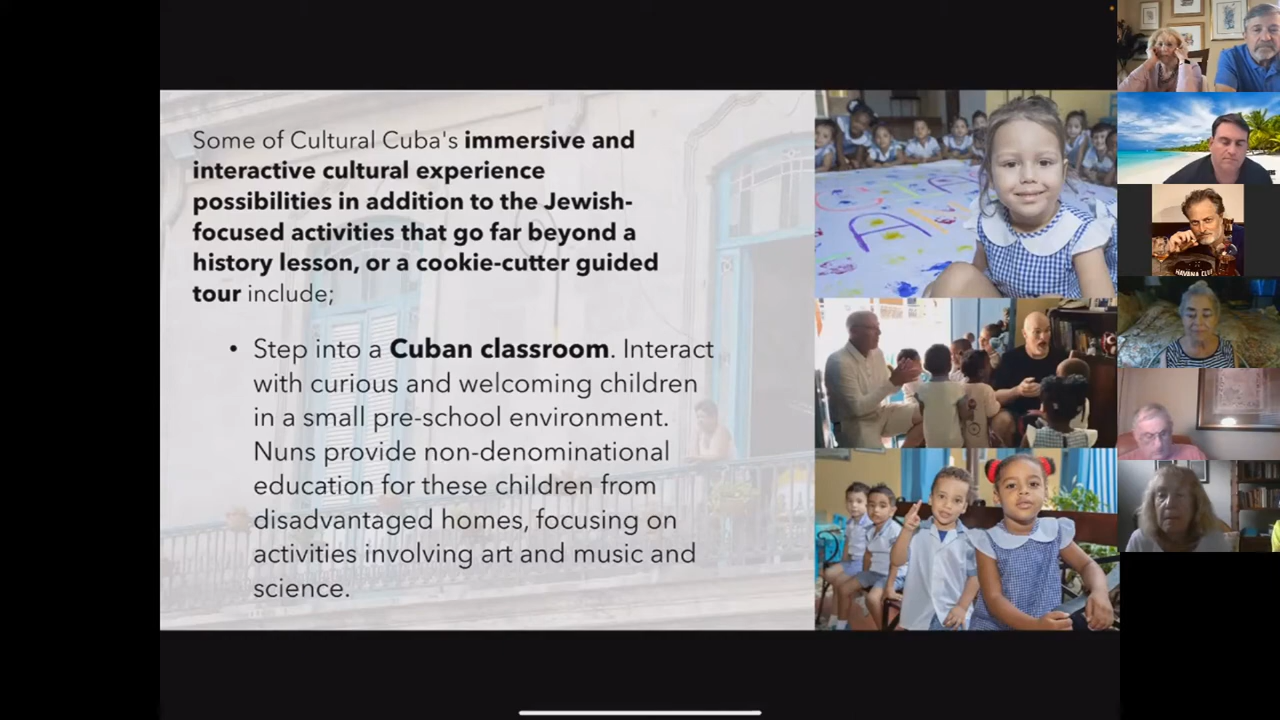 Some of Cultural Cuba's immersive and
interactive cultural experience
possibilities in addition to the Jewish-
focused activities that go far beyond a
history lesson, or a cookie-cutter guided
tour include;
• Step into a Cuban classroom. Interact
with curious and welcoming children
in a small pre-school environment.
Nuns provide non-denominational
education for these children from
disadvantaged homes, focusing on
activities involving art and music and
science.
HAVANA CLUB